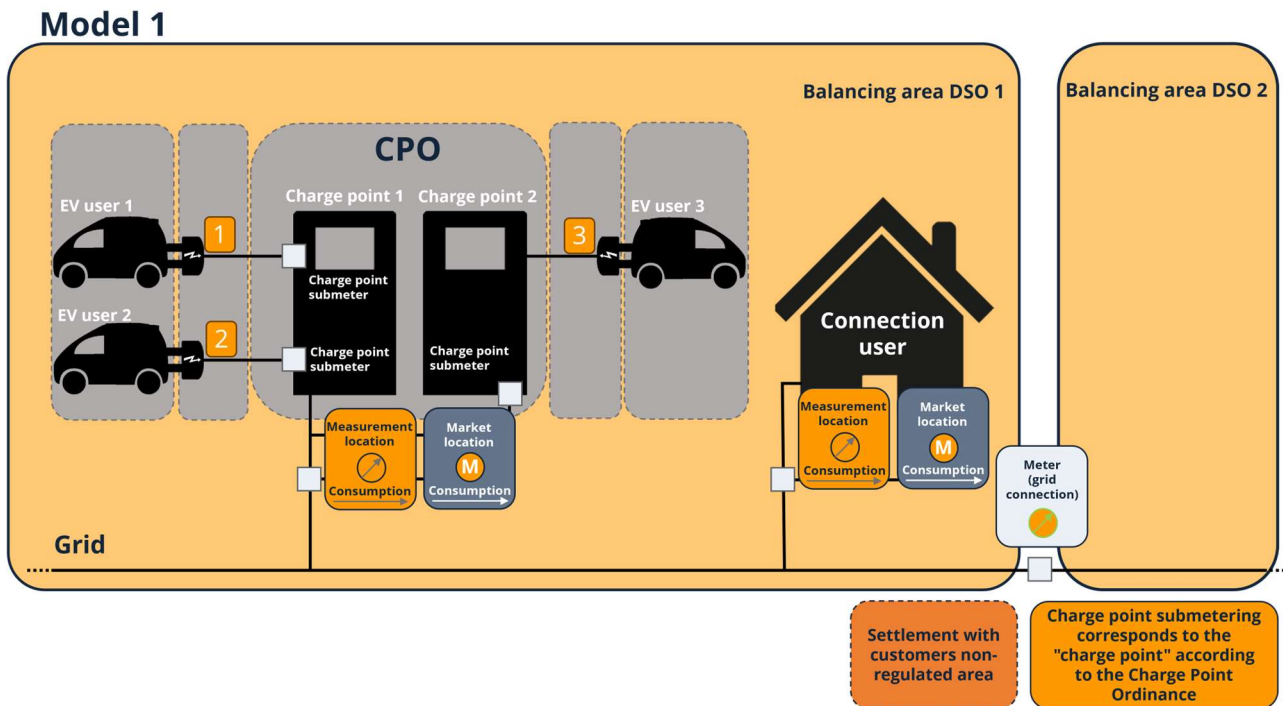 Model 1
Balancing area DSO 1
Balancing area DSO 2
CPO
Charge point 1
Charge point 2
EV user 1
1
EV user 3
3
Charge point
submeter
EV user 2
2
Charge point
submeter
Charge point
submeter
Connection
user
Measurement
location
Consumption
Market
location
M
Consumption
Measurement
location
Consumption
Market
location
M
Consumption
Meter
(grid
connection)
Grid
Settlement with
customers non-
regulated area
Charge point submetering
corresponds to the
"charge point" according
to the Charge Point
Ordinance